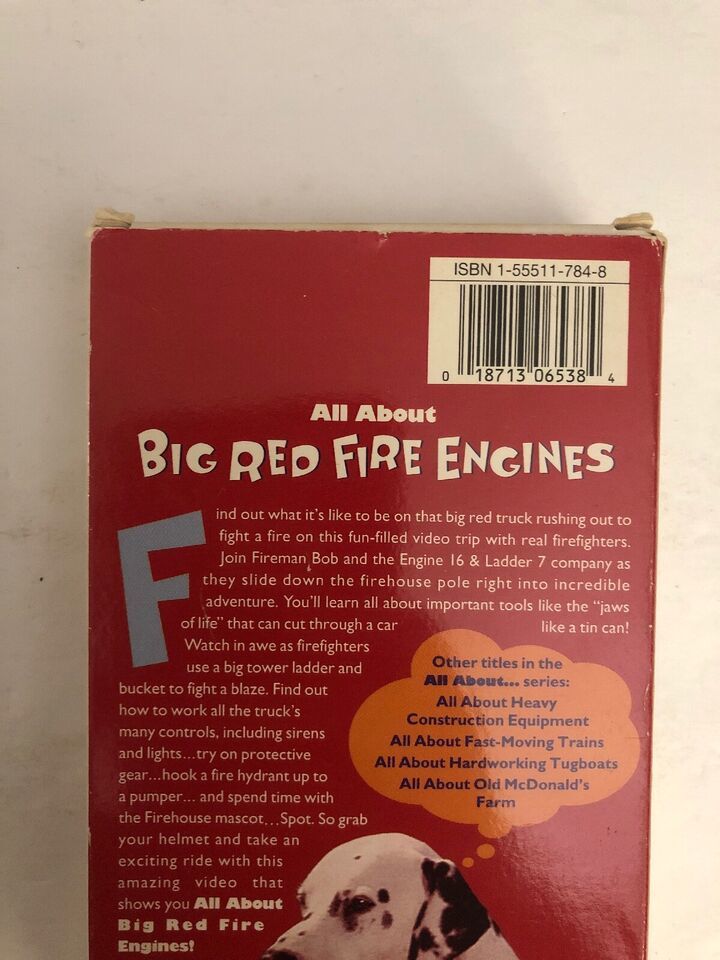 ISBN 1-55511-784-8
0 18713 06538 4
All About
BIG RED FIRE ENGINES
Find out what it's like to be on that big red truck rushing out to
fight a fire on this fun-filled video trip with real firefighters.
Join Fireman Bob and the Engine 16 & Ladder 7 company as
they slide down the firehouse pole right into incredible
adventure. You'll learn all about important tools like the "jaws
of life" that can cut through a car like a tin can!
Watch in awe as firefighters
use a big tower ladder and
bucket to fight a blaze. Find out
how to work all the truck's
many controls, including sirens
and lights...try on protective
gear...hook a fire hydrant up to
a pumper... and spend time with
the Firehouse mascot...Spot. So grab
your helmet and take an
exciting ride with this
amazing video that
shows you All About
Big Red Fire
Engines!
Other titles in the
All About... series:
All About Heavy
Construction Equipment
All About Fast-Moving Trains
All About Hardworking Tugboats
All About Old McDonald's
Farm